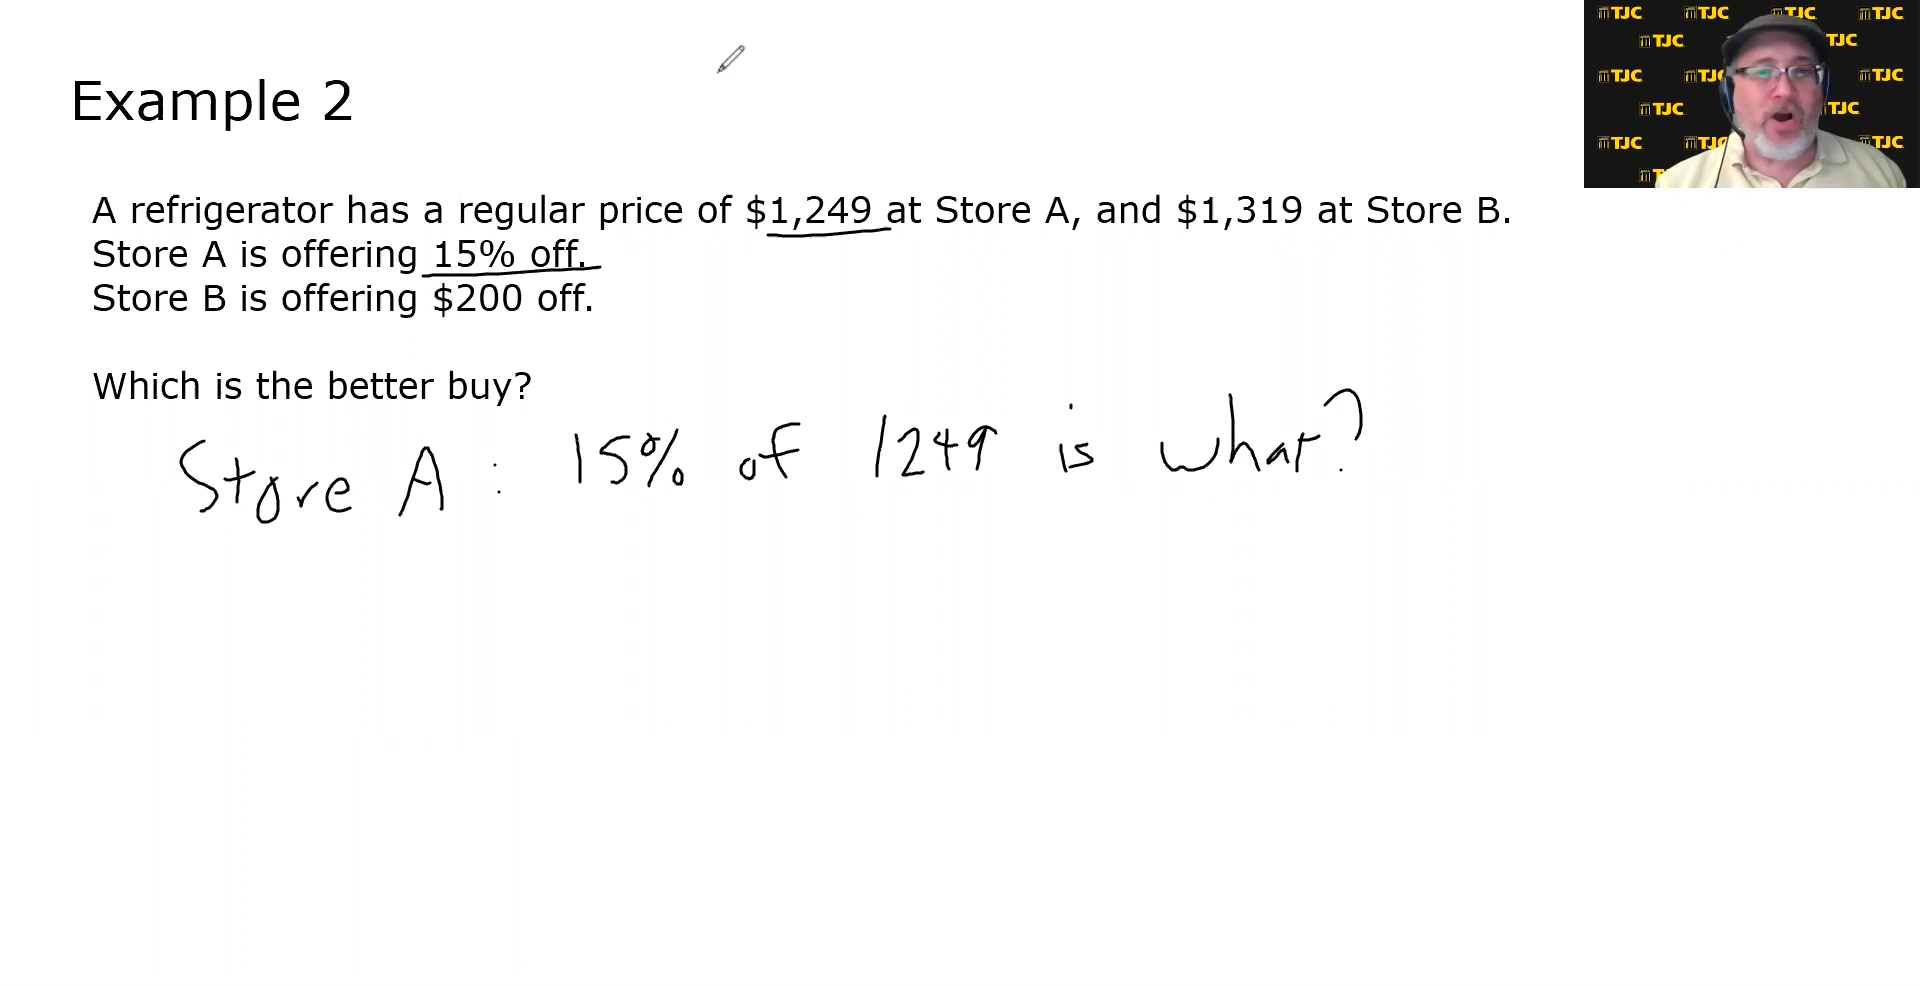 Example 2
A refrigerator has a regular price of $1,249 at Store A, and $1,319 at Store B.
Store A is offering 15% off.
Store B is offering $200 off.
Which is the better buy?
Store A : 15% of 1249 is what?
TJC TJC TJC TJC
TJC TJC
TJC TJC TJC
TJC TJC
TJC TJC TJC